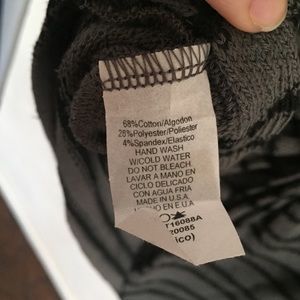 68%Cotton/Algodon
28%Polyester/Poliester
4%Spandex/Elastico
HAND WASH
W/COLD WATER
DO NOT BLEACH
LAVAR A MANO EN
CICLO DELICADO
CON AGUA FRIA
MADE IN U.S.A
HECHO EN E.U.A
16088A
20085
ico)